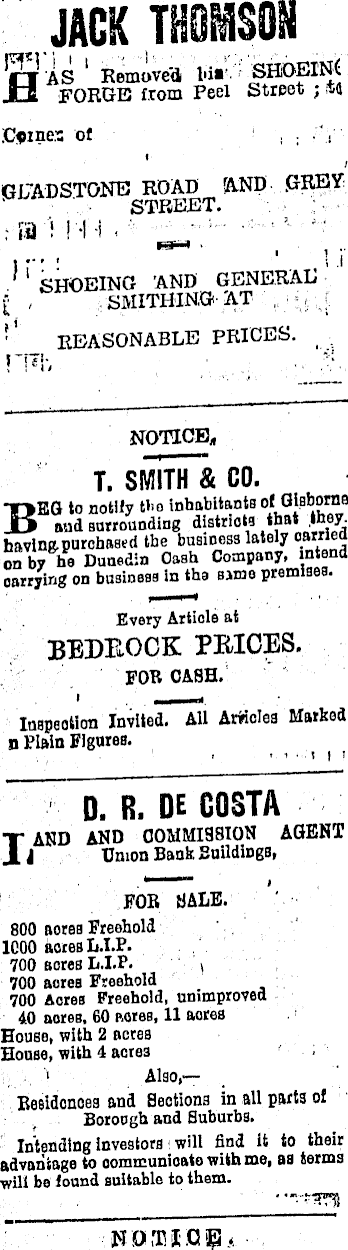 JACK THOMSON
HAS Removed his SHOEING
FORGE from Peel Street; to
Corner of
GLADSTONE ROAD AND GREY
STREET.
SHOEING AND GENERAL
SMITHING AT
REASONABLE PRICES.
NOTICE,
T. SMITH & CO.
BEG to notify the inhabitants of Gisborne
and surrounding districts that they,
having purchased the business lately carried
on by he Dunedin Cash Company, intend
carrying on business in the same premises.
Every Article at
BEDROCK PRICES.
FOR CASH.
Inspection Invited. All Articles Marked
n Plain Figures.
D. R. DE COSTA
LAND AND COMMISSION AGENT
Union Bank Buildings,
FOR SALE.
800 acres Freehold
1000 acres L.I.P.
700 acres L.I.P.
700 acres Freehold
700 Acres Freehold, unimproved
40 acres, 60 acres, 11 acres
House, with 2 acres
House, with 4 acres
Also,—
Residences and Sections in all parts of
Borough and Suburbs.
Intending investors will find it to their
advantage to communicate with me, as terms
will be found suitable to them.
NOTICE.